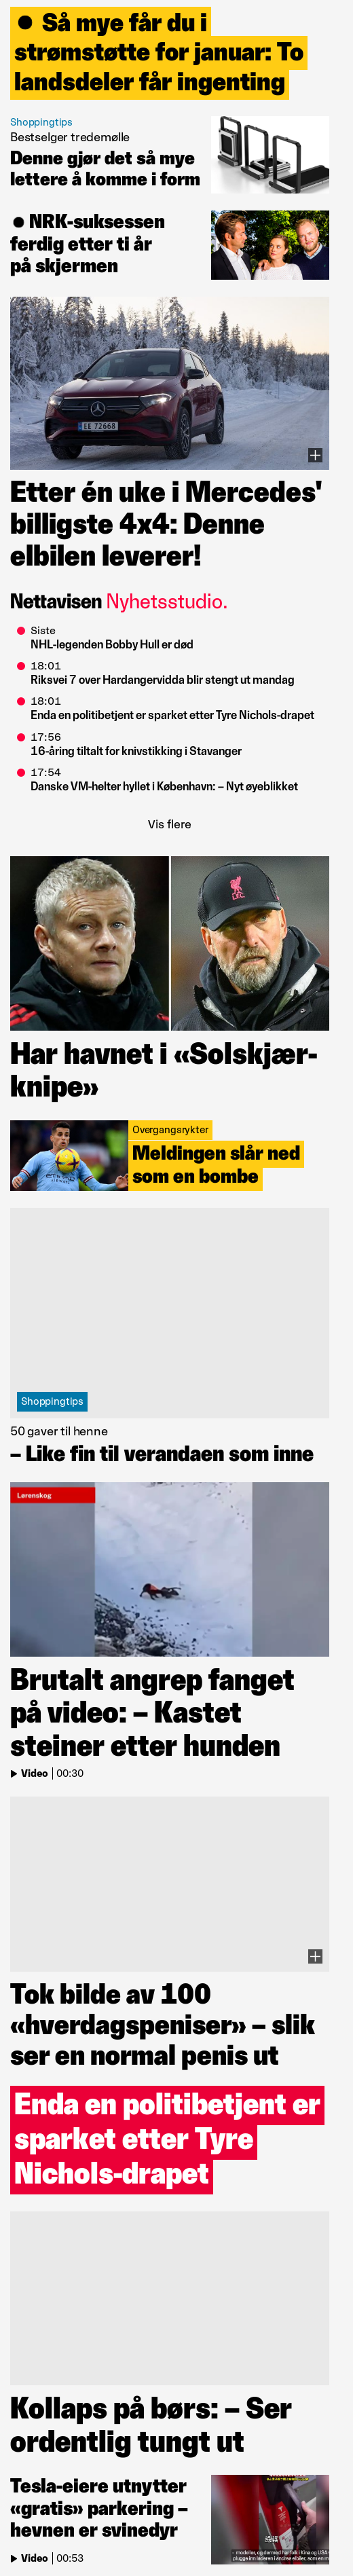 Så mye får du i
strømstøtte for januar: To
landsdeler får ingenting
Shoppingtips
Bestselger tredemølle
Denne gjør det så mye
lettere å komme i form
NRK-suksessen
ferdig etter ti år
på skjermen
EE 72668
Etter én uke i Mercedes'
billigste 4x4: Denne
elbilen leverer!
Nettavisen Nyhetsstudio.
Siste
NHL-legenden Bobby Hull er død
18:01
Riksvei 7 over Hardangervidda blir stengt ut mandag
18:01
Enda en politibetjent er sparket etter Tyre Nichols-drapet
17:56
16-åring tiltalt for knivstikking i Stavanger
17:54
Danske VM-helter hyllet i København: – Nyt øyeblikket
Vis flere
Har havnet i «Solskjær-
knipe»
Overgangsrykter
Meldingen slår ned
som en bombe
Shoppingtips
50 gaver til henne
– Like fin til verandaen som inne
Lørenskog
Brutalt angrep fanget
på video: – Kastet
steiner etter hunden
Video | 00:30
Tok bilde av 100
«hverdagspeniser» – slik
ser en normal penis ut
Enda en politibetjent er
sparket etter Tyre
Nichols-drapet
Kollaps på børs: – Ser
ordentlig tungt ut
Tesla-eiere utnytter
«gratis» parkering –
hevnen er svinedyr
Video | 00:53